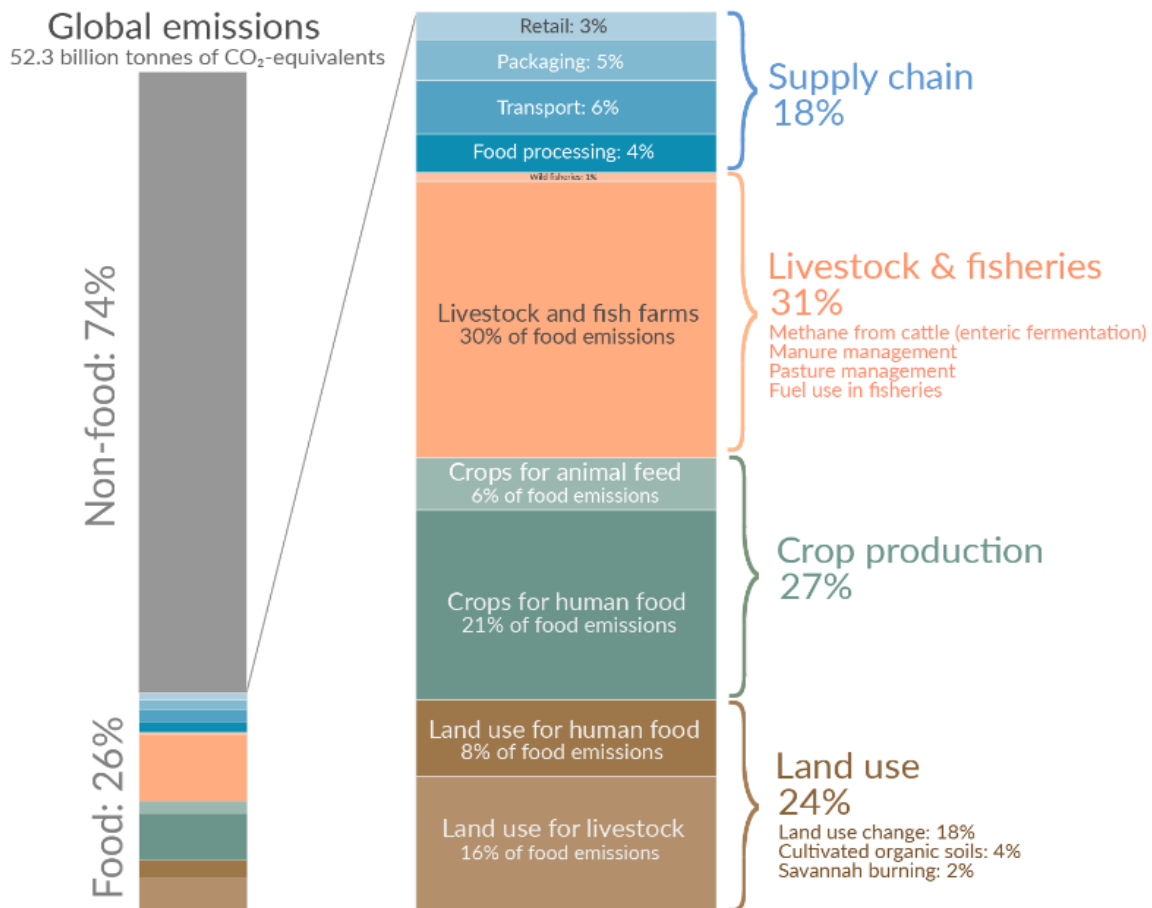 Global emissions
52.3 billion tonnes of CO₂-equivalents
Non-food: 74%
Food: 26%
Retail: 3%
Packaging: 5%
Transport: 6%
Food processing: 4%
Wild fisheries: 1%
Livestock and fish farms
30% of food emissions
Crops for animal feed
6% of food emissions
Crops for human food
21% of food emissions
Land use for human food
8% of food emissions
Land use for livestock
16% of food emissions
Supply chain
18%
Livestock & fisheries
31%
Methane from cattle (enteric fermentation)
Manure management
Pasture management
Fuel use in fisheries
Crop production
27%
Land use
24%
Land use change: 18%
Cultivated organic soils: 4%
Savannah burning: 2%